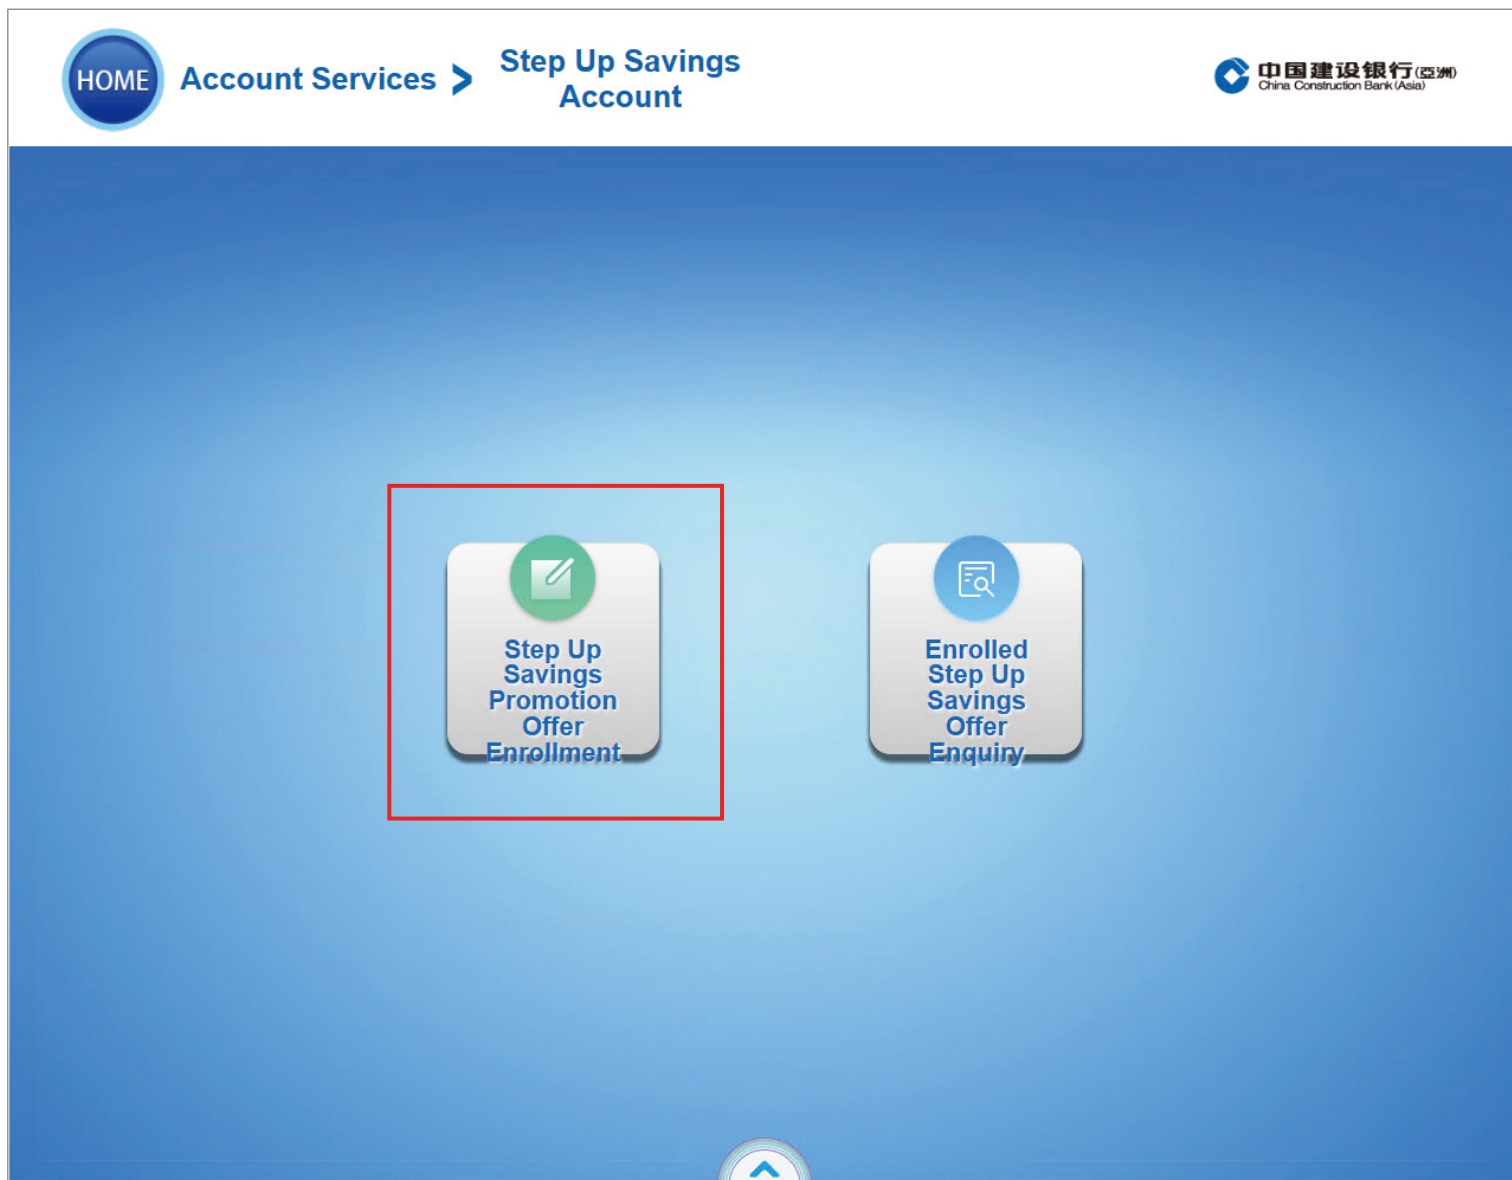 HOME
Account Services >
Step Up Savings
Account
中国建设银行(亞洲)
China Construction Bank (Asia)
Step Up
Savings
Promotion
Offer
Enrollment
Enrolled
Step Up
Savings
Offer
Enquiry